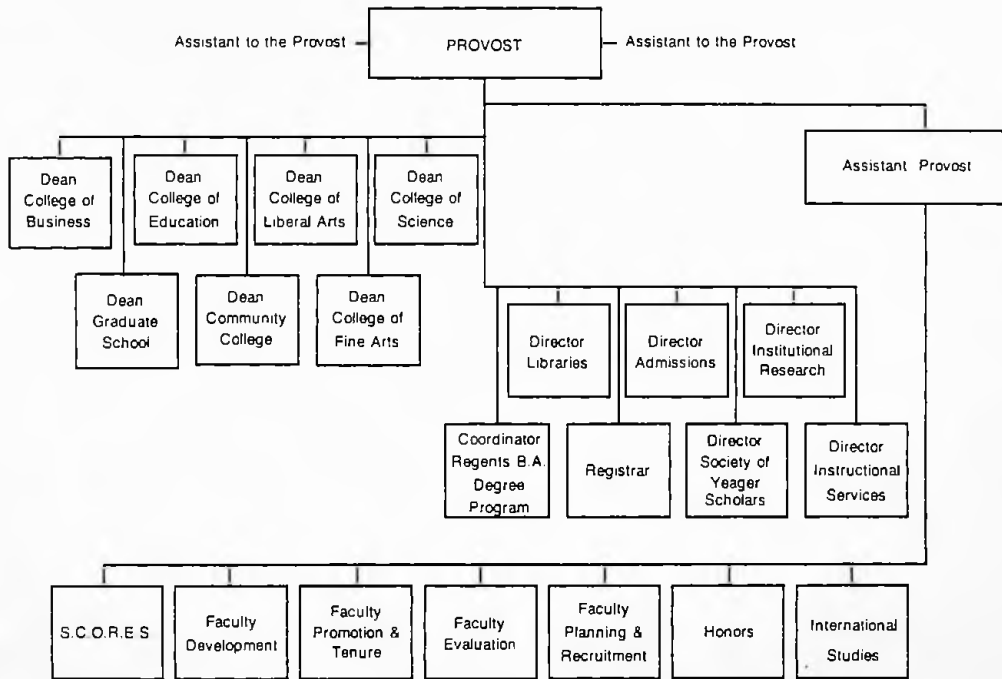 Assistant to the Provost
PROVOST
Assistant to the Provost
Assistant Provost
Dean
College of
Business
Dean
College of
Education
Dean
College of
Liberal Arts
Dean
College of
Science
Dean
Graduate
School
Dean
Community
College
Dean
College of
Fine Arts
Director
Libraries
Director
Admissions
Director
Institutional
Research
Coordinator
Regents B.A.
Degree
Program
Registrar
Director
Society of
Yeager
Scholars
Director
Instructional
Services
S.C.O.R.E.S
Faculty
Development
Faculty
Promotion &
Tenure
Faculty
Evaluation
Faculty
Planning &
Recruitment
Honors
International
Studies